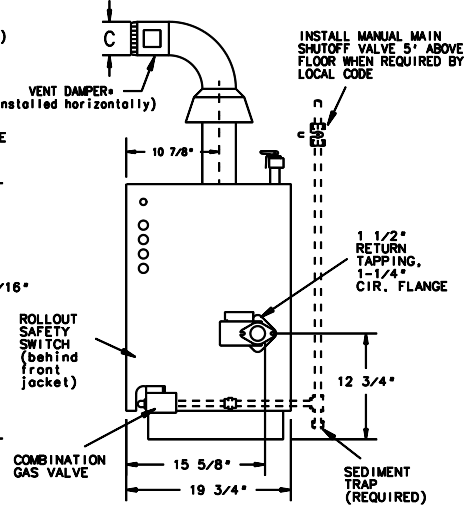 )
C
VENT DAMPER*
nstalled horizontally)
INSTALL MANUAL MAIN
SHUTOFF VALVE 5' ABOVE
FLOOR WHEN REQUIRED BY
LOCAL CODE
E
10 7/8"
C
1 1/2"
RETURN
TAPPING,
1-1/4"
CIR. FLANGE
/16"
ROLLOUT
SAFETY
SWITCH
(behind
front
jacket)
12 3/4"
COMBINATION
GAS VALVE
15 5/8"
19 3/4"
SEDIMENT
TRAP
(REQUIRED)